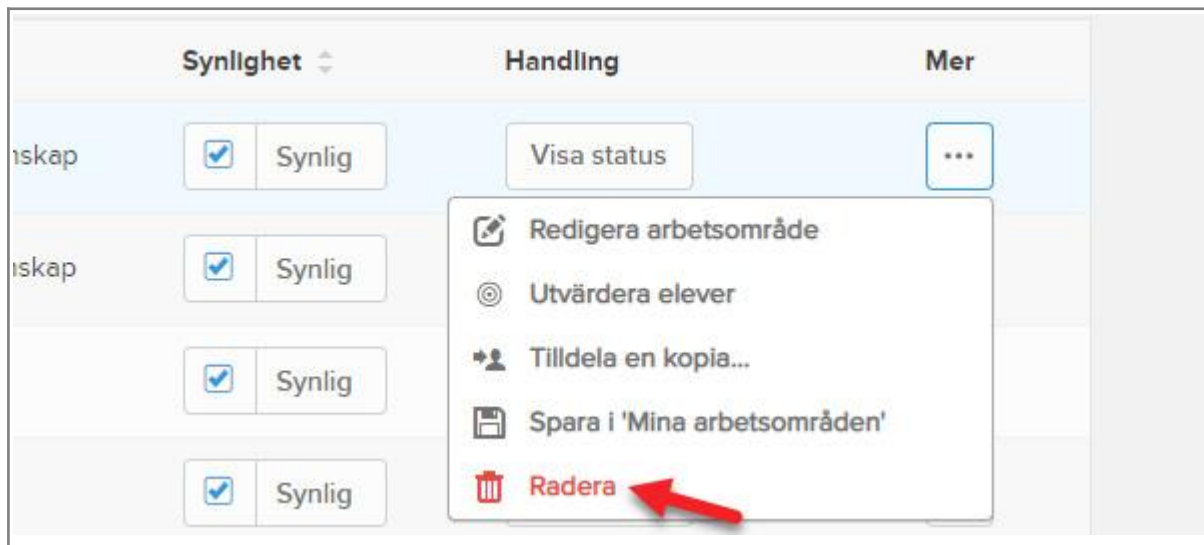 Synlighet Handling Mer
Synlig Visa status ...
Redigera arbetsområde
Synlig
Utvärdera elever
Tilldela en kopia...
Synlig
Spara i 'Mina arbetsområden'
Radera
Synlig